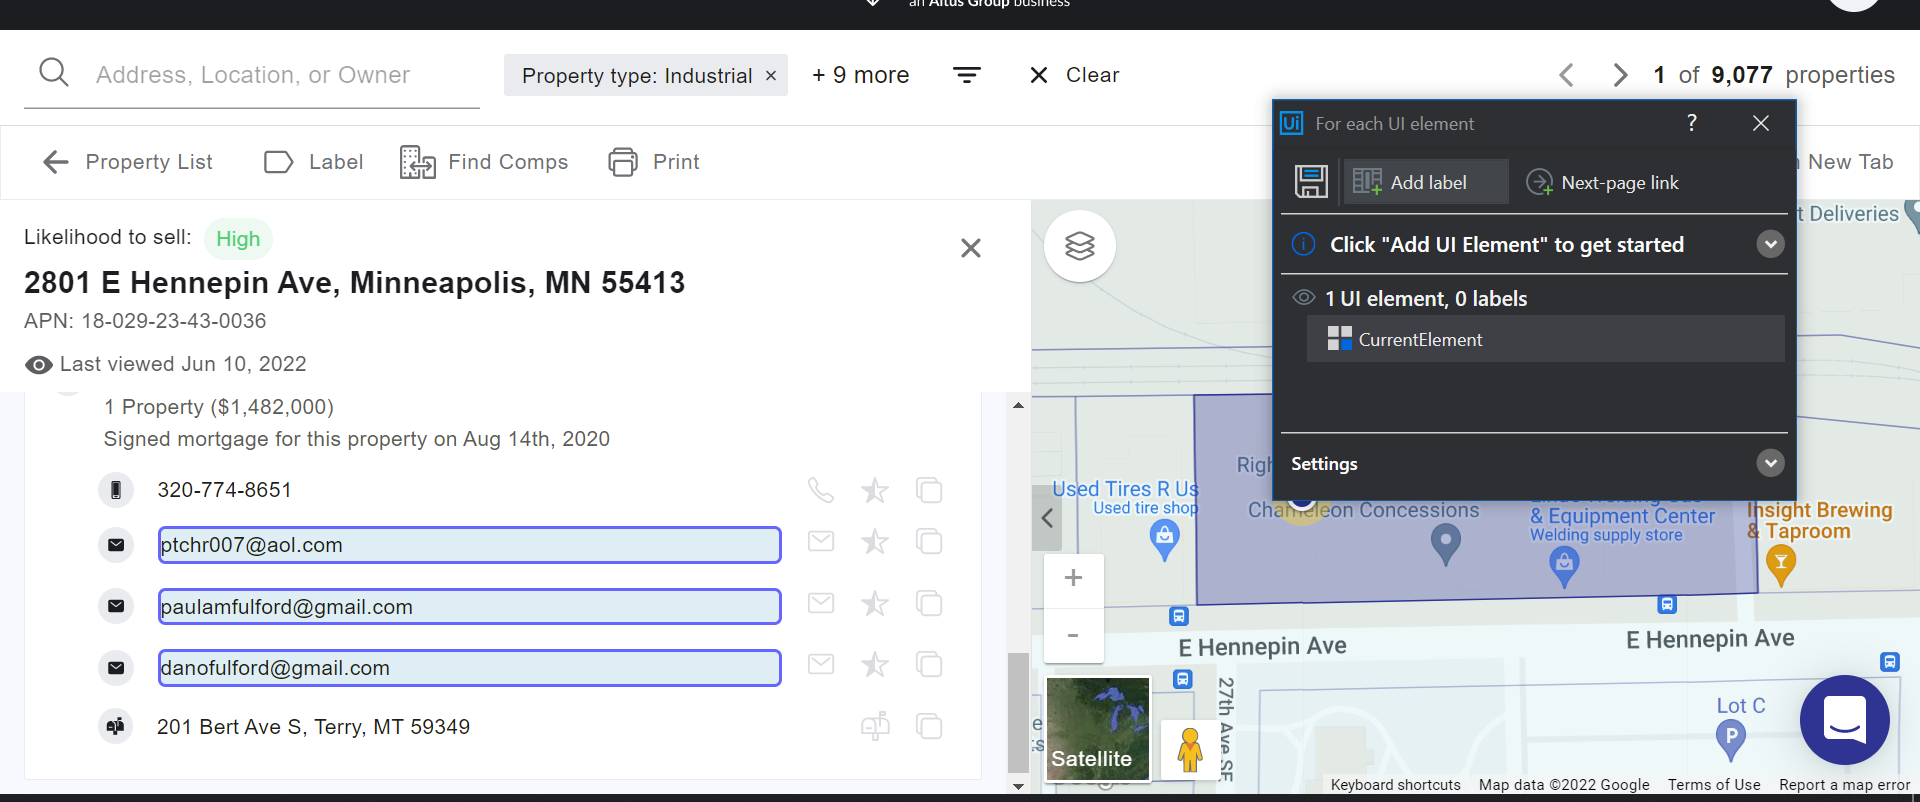 an Altus Group business
Address, Location, or Owner
Property type: Industrial ×
+ 9 more
Clear
1 of 9,077 properties
Property List
Label
Find Comps
Print
New Tab
Likelihood to sell: High
2801 E Hennepin Ave, Minneapolis, MN 55413
APN: 18-029-23-43-0036
Last viewed Jun 10, 2022
1 Property ($1,482,000)
Signed mortgage for this property on Aug 14th, 2020
320-774-8651
ptchr007@aol.com
paulamfulford@gmail.com
danofulford@gmail.com
201 Bert Ave S, Terry, MT 59349
Ui For each UI element ?
Add label
Next-page link
Click "Add UI Element" to get started
1 UI element, 0 labels
CurrentElement
Settings
t Deliveries
Righ
Used Tires R Us
Used tire shop
Chameleon Concessions
& Equipment Center
Welding supply store
Insight Brewing
& Taproom
+
-
E Hennepin Ave
E Hennepin Ave
27th Ave SE
Lot C
P
Satellite
Keyboard shortcuts
Map data ©2022 Google
Terms of Use
Report a map error